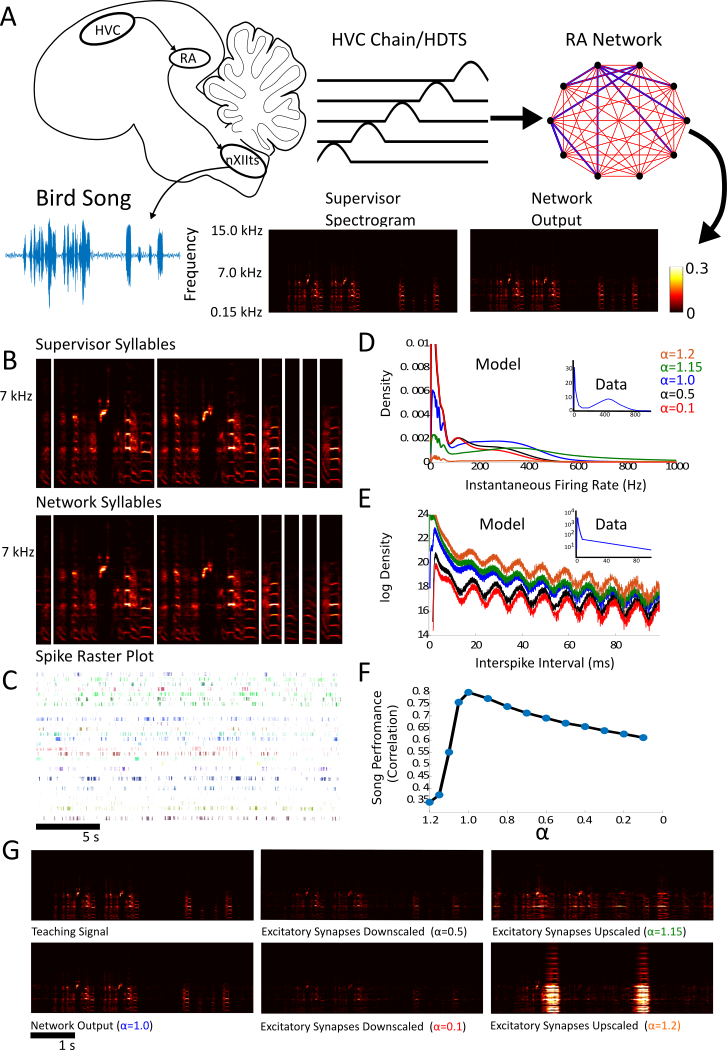 A
HVC
RA
nXIIts
HVC Chain/HDTS
RA Network
Bird Song
Supervisor
Spectrogram
Network
Output
Frequency
15.0 kHz
7.0 kHz
0.15 kHz
0.3
0
B
Supervisor Syllables
7 kHz
Network Syllables
7 kHz
Spike Raster Plot
C
5 s
D
Density
0. 01
0.008
0.006
0.004
0. 002
0
Model
30
20
10
0
Data
0
400
800
α=1.2
α=1.15
α=1.0
α=0.5
α=0.1
0
200
400
600
800
1000
Instantaneous Firing Rate (Hz)
E
log Density
24
22
20
18
16
14
Model
10⁴
10³
10²
10¹
Data
0
40
80
0
20
40
60
80
Interspike Interval (ms)
F
Song Perfromance
(Correlation)
0.8
0.75
0.7
0.65
0.6
0.55
0.5
0.45
0.4
0.35
1.2
1.0
0.8
0.6
0.4
0.2
0
α
G
Teaching Signal
Excitatory Synapses Downscaled (α=0.5)
Excitatory Synapses Upscaled (α=1.15)
Network Output (α=1.0)
Excitatory Synapses Downscaled (α=0.1)
Excitatory Synapses Upscaled (α=1.2)
1 s